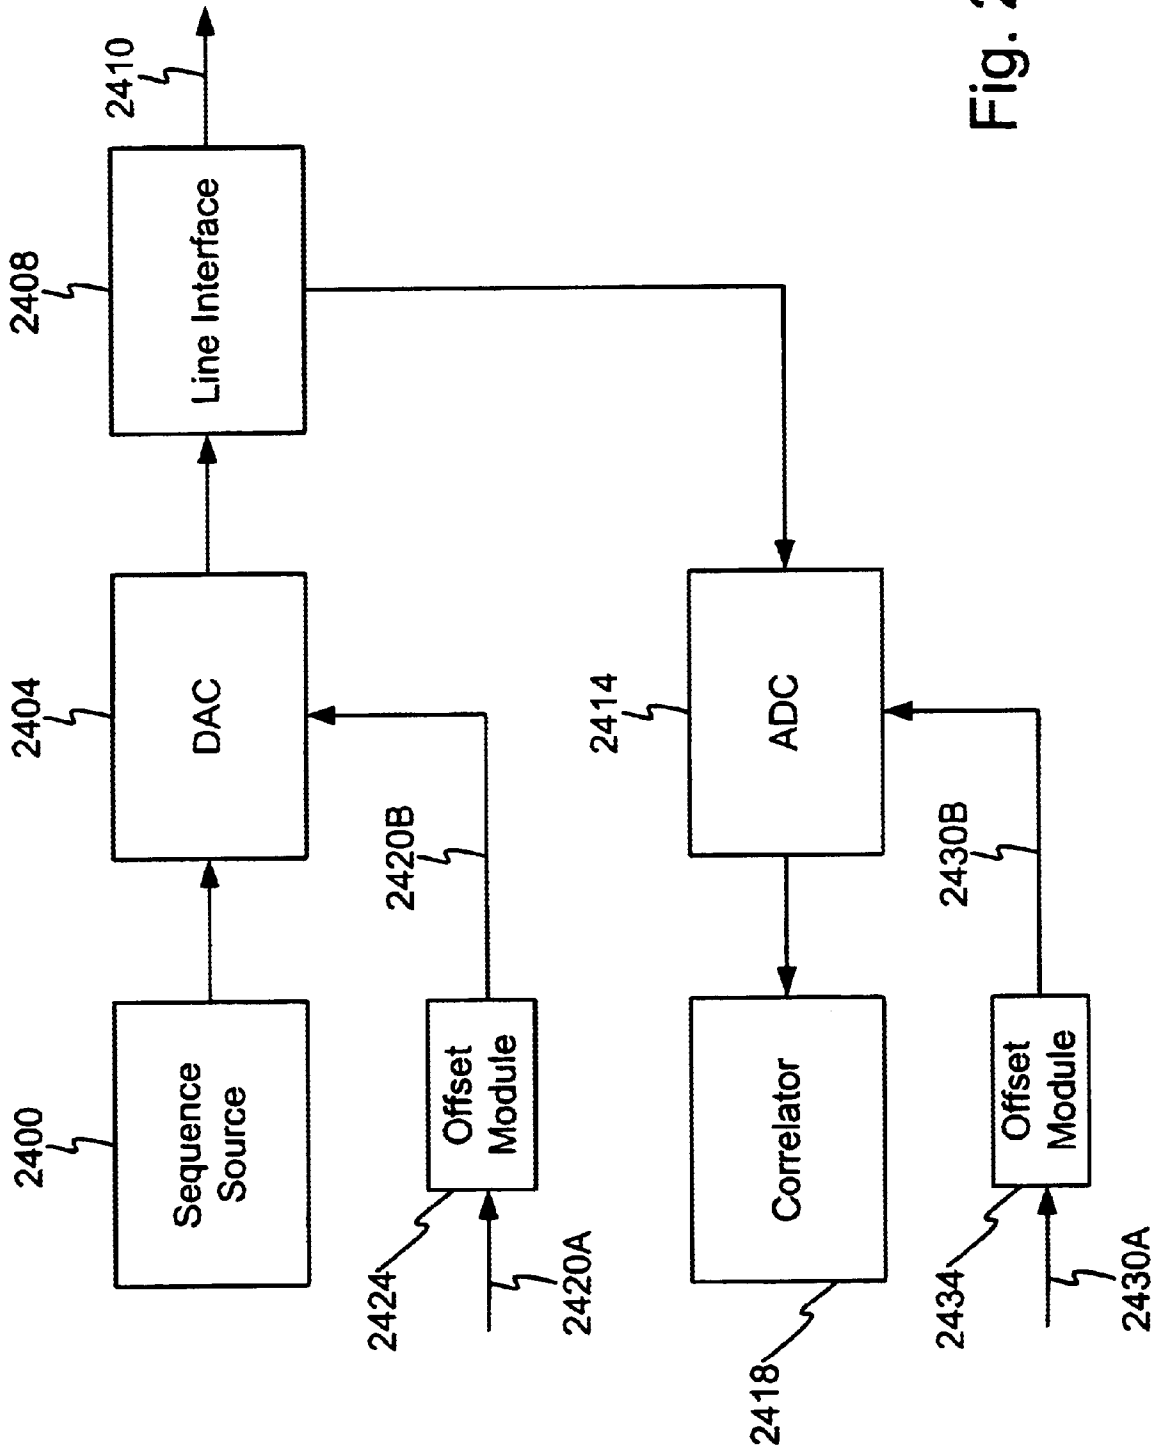 2400
2404
2408
2410
Sequence
Source
DAC
Line Interface
2424
2420A
Offset
Module
2420B
2414
2418
Correlator
ADC
2434
2430A
Offset
Module
2430B
Fig. 2